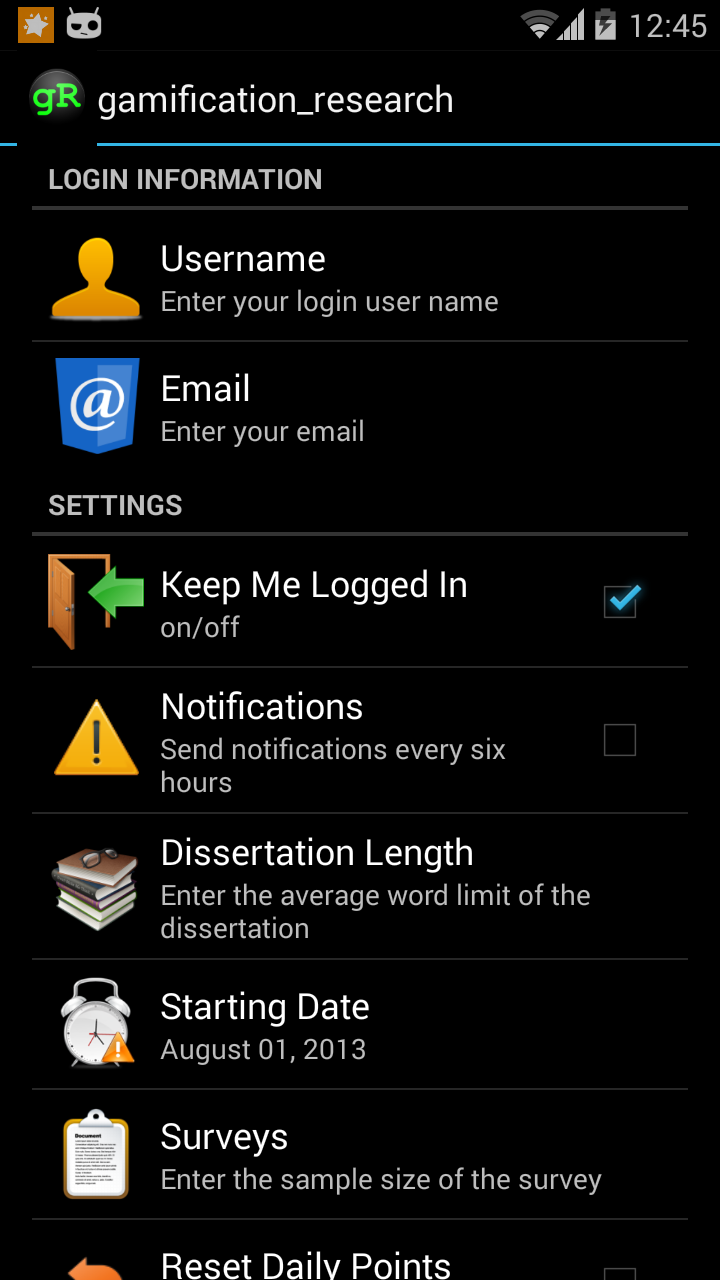 12:45
gR
gamification_research
LOGIN INFORMATION
Username
Enter your login user name
Email
Enter your email
SETTINGS
Keep Me Logged In
on/off
Notifications
Send notifications every six
hours
Dissertation Length
Enter the average word limit of the
dissertation
Starting Date
August 01, 2013
Document
Surveys
Enter the sample size of the survey
Reset Daily Points